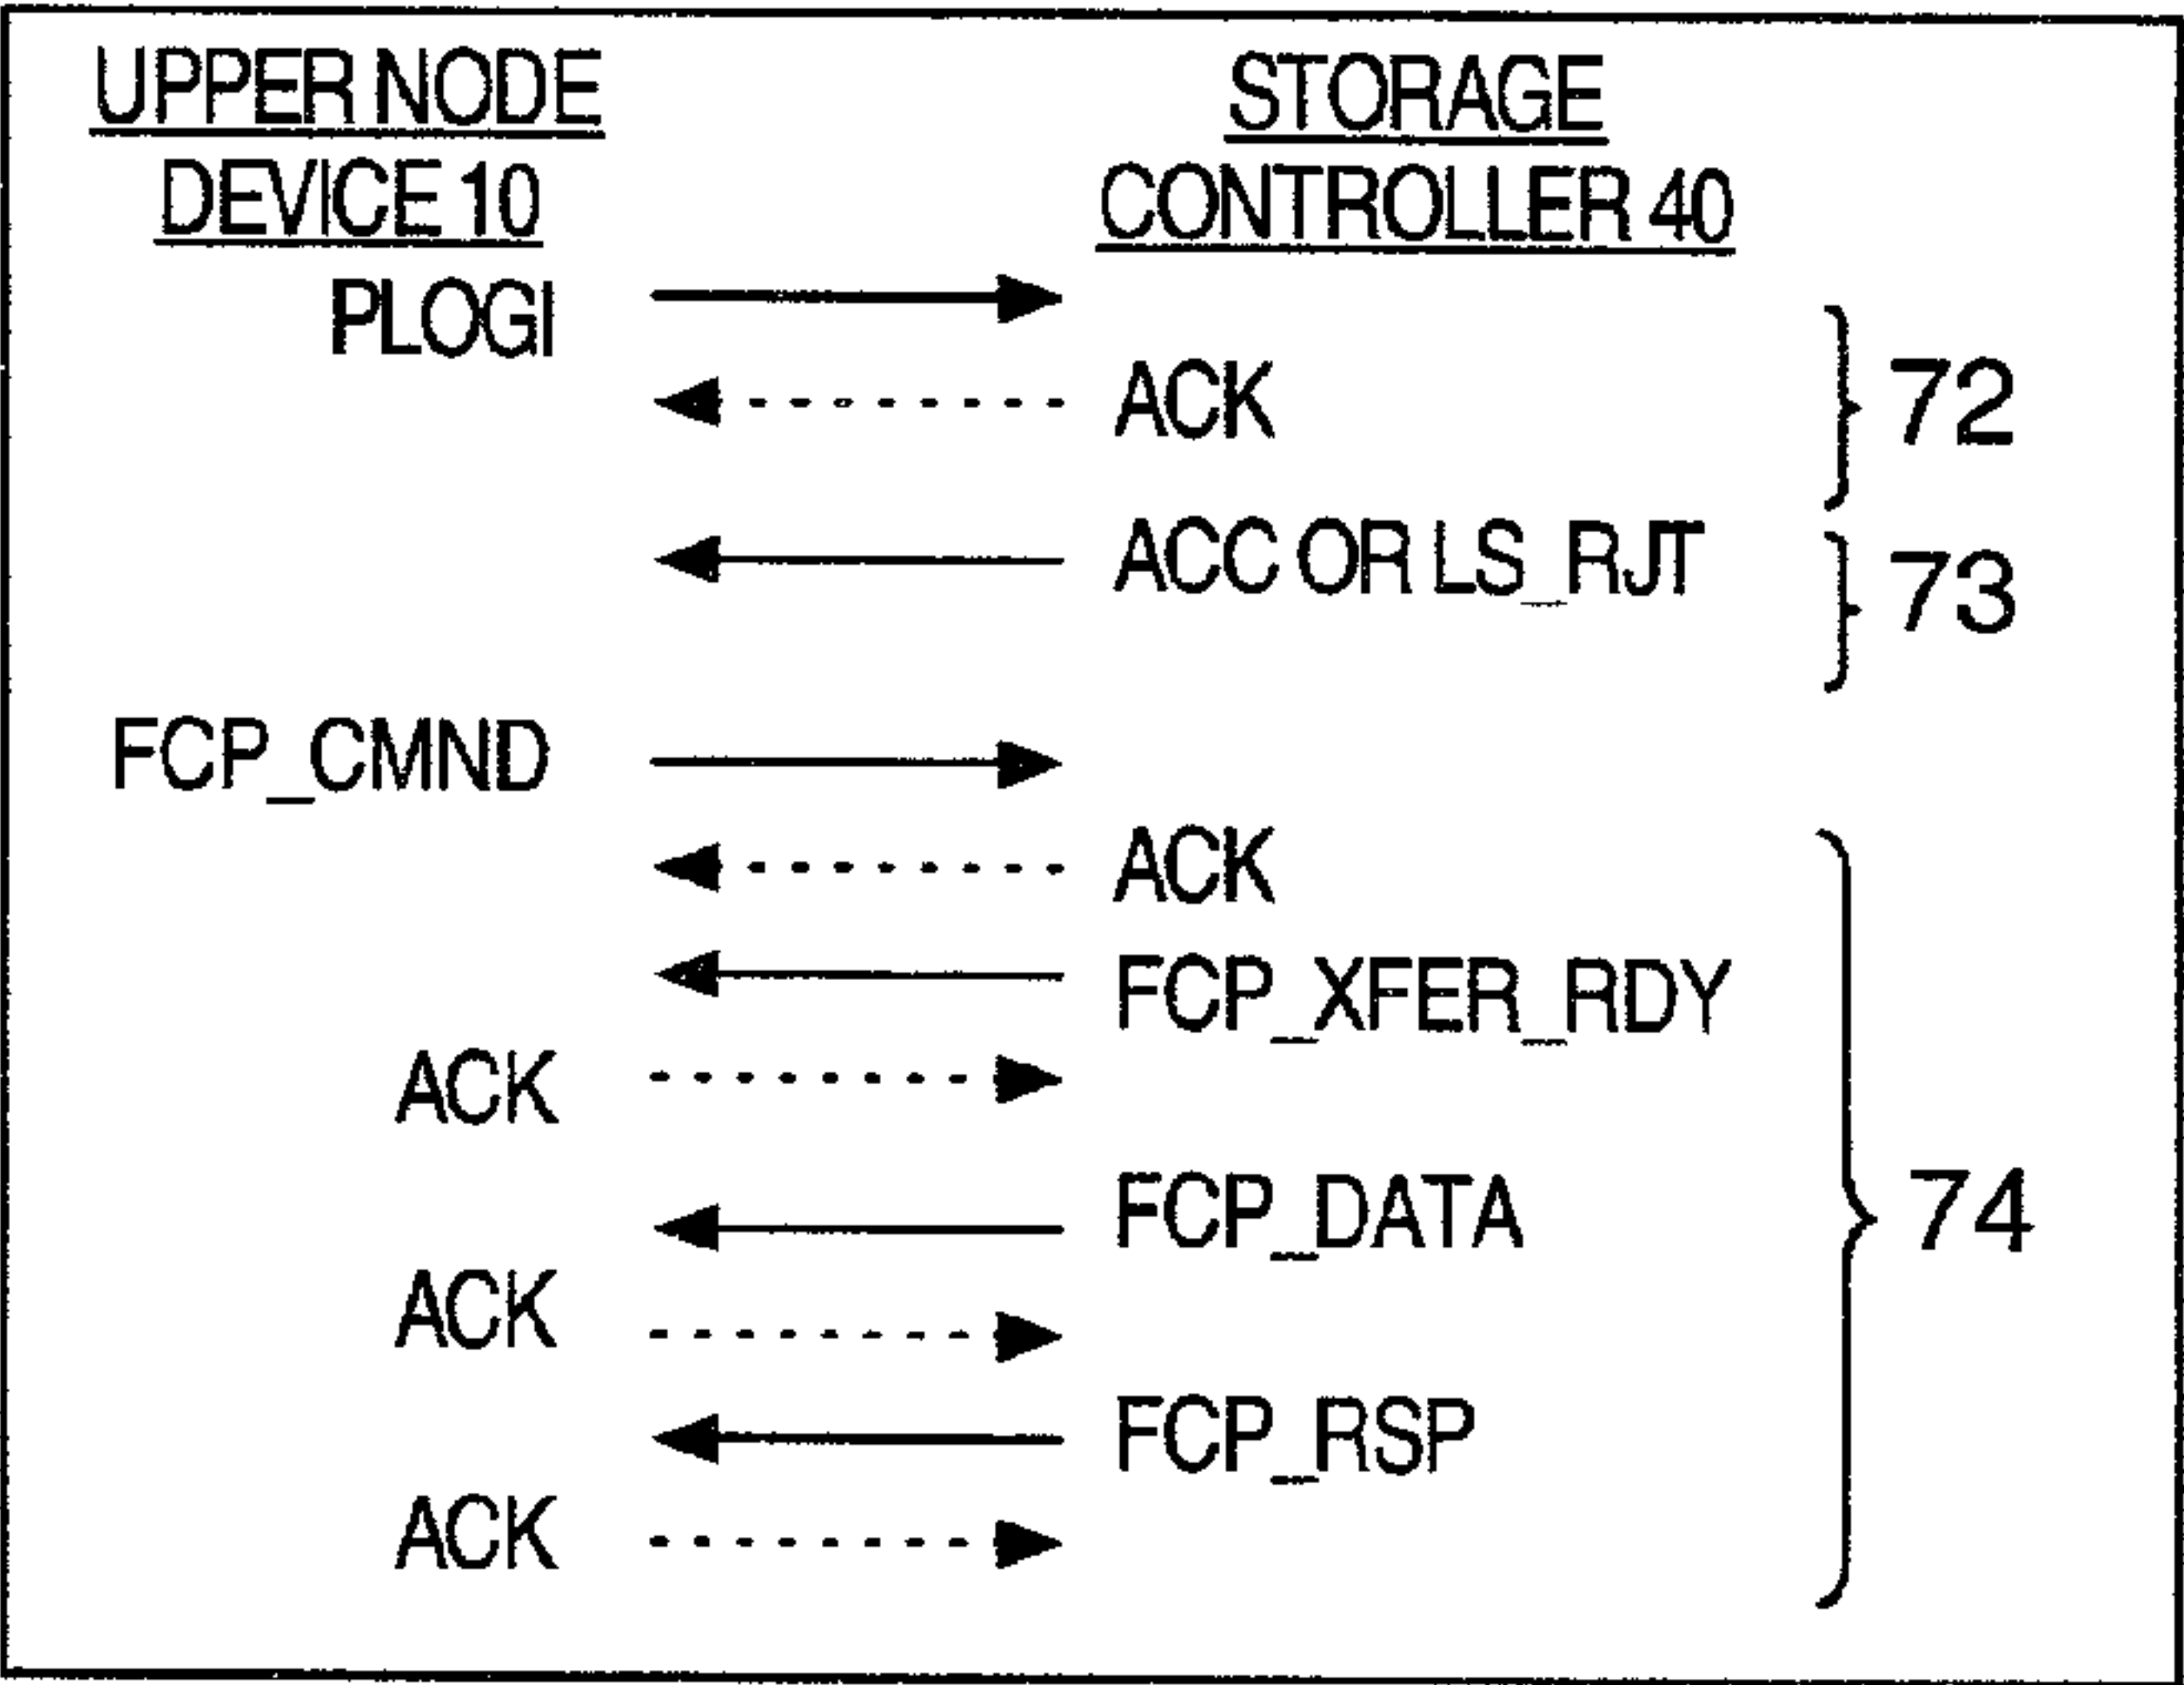 UPPER NODE
DEVICE 10
STORAGE
CONTROLLER 40
PLOGI
ACK
72
ACC OR LS_RJT
73
FCP_CMND
ACK
FCP_XFER_RDY
ACK
FCP_DATA
74
ACK
FCP_RSP
ACK